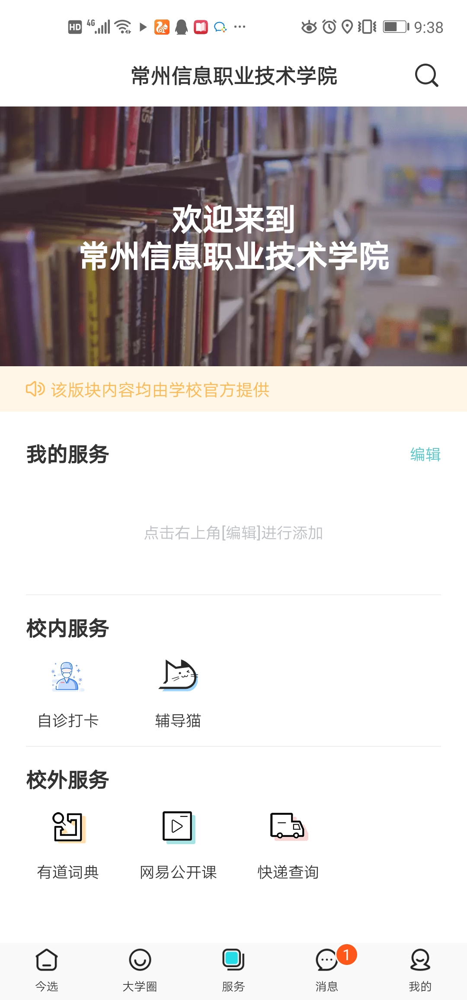 HD 4G 9:38
常州信息职业技术学院
欢迎来到
常州信息职业技术学院
该版块内容均由学校官方提供
我的服务 编辑
点击右上角[编辑]进行添加
校内服务
自诊打卡 辅导猫
校外服务
有道词典 网易公开课 快递查询
1
今选 大学圈 服务 消息 我的